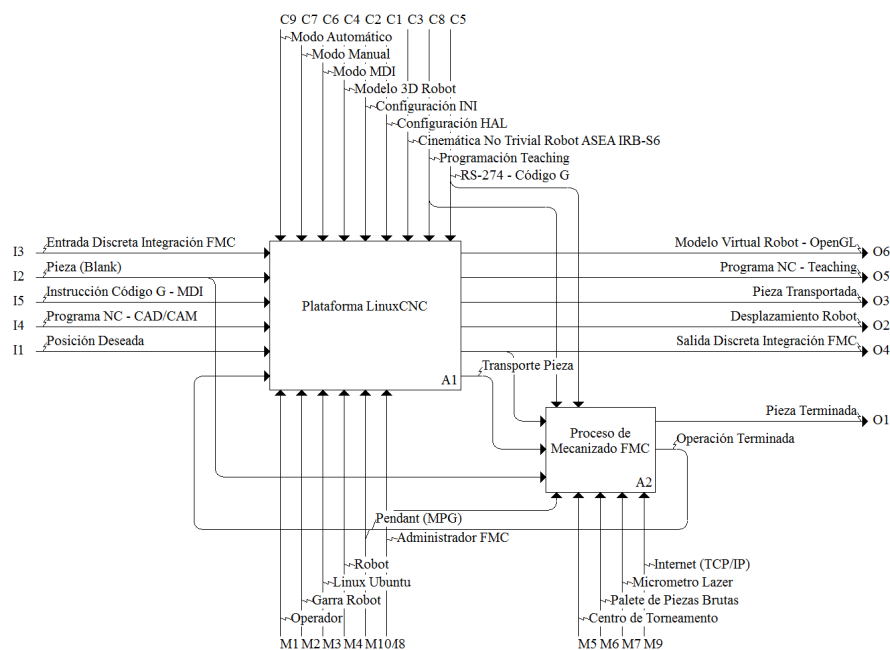 C9 C7 C6 C4 C2 C1 C3 C8 C5
Modo Automático
Modo Manual
Modo MDI
Modelo 3D Robot
Configuración INI
Configuración HAL
Cinemática No Trivial Robot ASEA IRB-S6
Programación Teaching
RS-274 - Código G
I3 Entrada Discreta Integración FMC
I2 Pieza (Blank)
I5 Instrucción Código G - MDI
I4 Programa NC - CAD/CAM
I1 Posición Deseada
Plataforma LinuxCNC
A1
Modelo Virtual Robot - OpenGL O6
Programa NC - Teaching O5
Pieza Transportada O3
Desplazamiento Robot O2
Salida Discreta Integración FMC O4
Transporte Pieza
Pieza Terminada O1
Proceso de
Mecanizado FMC
A2
Operación Terminada
Pendant (MPG)
Administrador FMC
Robot
Linux Ubuntu
Garra Robot
Operador
Internet (TCP/IP)
Micrometro Lazer
Palete de Piezas Brutas
Centro de Torneamento
M1 M2 M3 M4 M10 M8 M5 M6 M7 M9